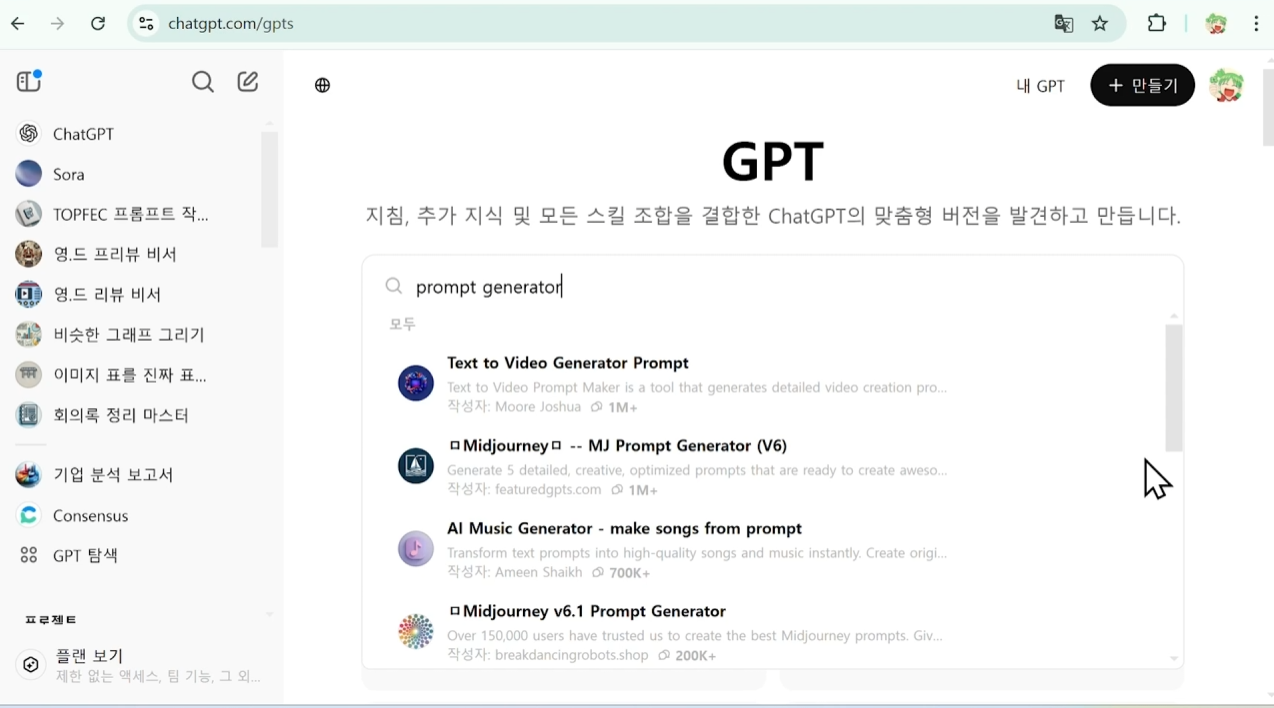 chatgpt.com/gpts
내 GPT
+ 만들기
ChatGPT
Sora
TOPFEC 프롬프트 작...
영.드 프리뷰 비서
영.드 리뷰 비서
비슷한 그래프 그리기
이미지 표를 진짜 표...
회의록 정리 마스터
기업 분석 보고서
Consensus
GPT 탐색
프로젝트
플랜 보기
제한 없는 액세스, 팀 기능, 그 외...
GPT
지침, 추가 지식 및 모든 스킬 조합을 결합한 ChatGPT의 맞춤형 버전을 발견하고 만듭니다.
prompt generator
모두
Text to Video Generator Prompt
Text to Video Prompt Maker is a tool that generates detailed video creation pro...
작성자: Moore Joshua 1M+
ㅁMidjourneyㅁ -- MJ Prompt Generator (V6)
Generate 5 detailed, creative, optimized prompts that are ready to create aweso...
작성자: featuredgpts.com 1M+
AI Music Generator - make songs from prompt
Transform text prompts into high-quality songs and music instantly. Create origi...
작성자: Ameen Shaikh 700K+
ㅁMidjourney v6.1 Prompt Generator
Over 150,000 users have trusted us to create the best Midjourney prompts. Giv...
작성자: breakdancingrobots.shop 200K+